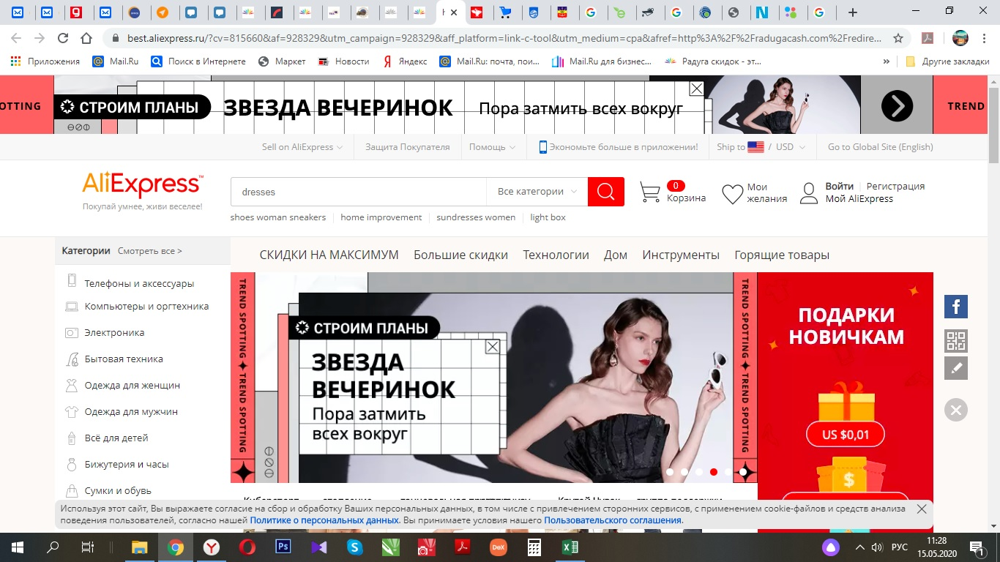 best.aliexpress.ru/?cv=815660&af=928329&utm_campaign=928329&aff_platform=link-c-tool&utm_medium=cpa&afref=http%3A%2F%2Fradugacash.com%2Fredire...
Приложения Mail.Ru Поиск в Интернете Маркет Новости Яндекс Mail.Ru: почта, пои... Mail.Ru для бизнес... Радуга скидок - эт... » Другие закладки
OTTING СТРОИМ ПЛАНЫ ЗВЕЗДА ВЕЧЕРИНОК Пора затмить всех вокруг TREND
Sell on AliExpress Защита Покупателя Помощь Экономьте больше в приложении! Ship to / USD Go to Global Site (English)
AliExpress™
Покупай умнее, живи веселее!
dresses Все категории
0
Корзина
Мои
желания
Войти Регистрация
Мой AliExpress
shoes woman sneakers home improvement sundresses women light box
Категории Смотреть все >
СКИДКИ НА МАКСИМУМ Большие скидки Технологии Дом Инструменты Горящие товары
Телефоны и аксессуары
Компьютеры и оргтехника
Электроника
Бытовая техника
Одежда для женщин
Одежда для мужчин
Всё для детей
Бижутерия и часы
Сумки и обувь
TREND SPOTTING TREND SPOTTING
СТРОИМ ПЛАНЫ
ЗВЕЗДА
ВЕЧЕРИНОК
Пора затмить
всех вокруг
TREND SPOTTING TREND SPOTTING
ПОДАРКИ
НОВИЧКАМ
US $0,01
$
Используя этот сайт, Вы выражаете согласие на сбор и обработку Ваших персональных данных, в том числе с привлечением сторонних сервисов, с применением cookie-файлов и средств анализа
поведения пользователей, согласно нашей Политике о персональных данных. Вы принимаете условия нашего Пользовательского соглашения.
Ps DeX
РУС
11:28
15.05.2020
1